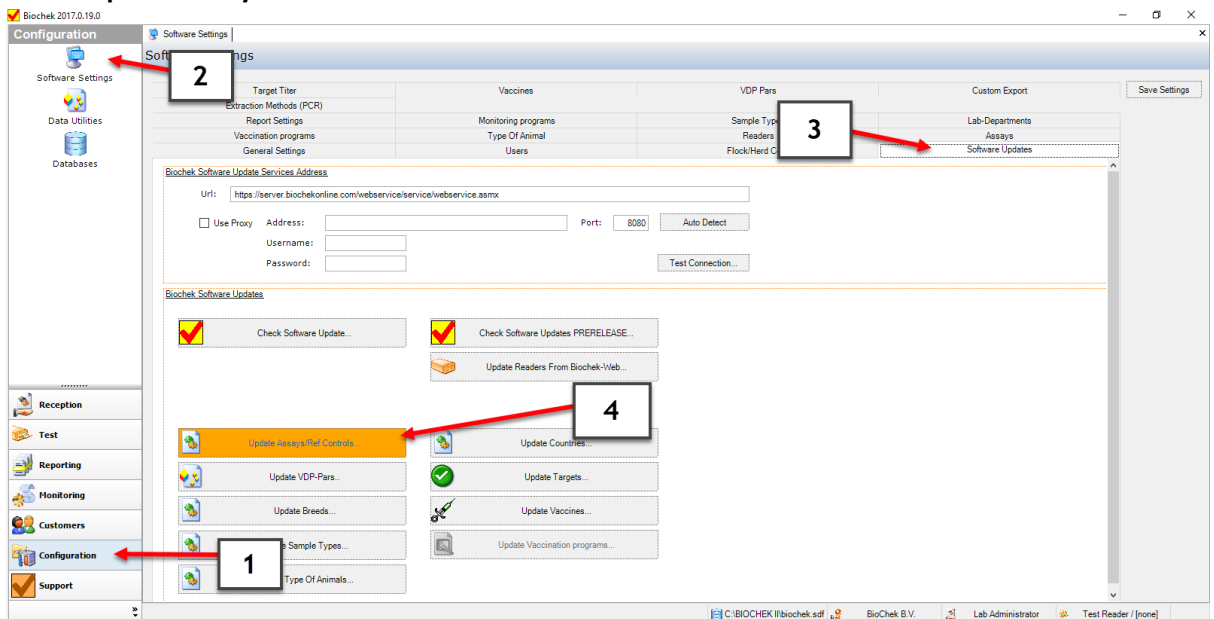 Biochek 2017.0.19.0
Configuration
Software Settings
Data Utilities
Databases
Reception
Test
Reporting
Monitoring
Customers
Configuration
Support
Software Settings
2
Target Titer
Vaccines
VDP Pars
Custom Export
Save Settings
Extraction Methods (PCR)
Report Settings
Monitoring programs
Sample
Lab-Departments
3
Vaccination programs
Type Of Animal
Readers
Assays
General Settings
Users
Flock/Herd
Software Updates
Biochek Software Update Services Address
Url: https://server.biochekonline.com/webservice/service/webservice.asmx
Use Proxy Address: Port: 8080 Auto Detect
Username:
Password: Test Connection...
Biochek Software Updates
Check Software Update...
Check Software Updates PRERELEASE...
Update Readers From Biochek-Web...
4
Update Assays/Ref.Controls...
Update Countries...
Update VDP-Pars..
Update Targets...
Update Breeds...
Update Vaccines...
Sample Types...
Update Vaccination programs...
1
Type Of Animals...
C:\BIOCHEK II\biochek.sdf
BioChek B.V.
Lab Administrator
Test Reader / [none]